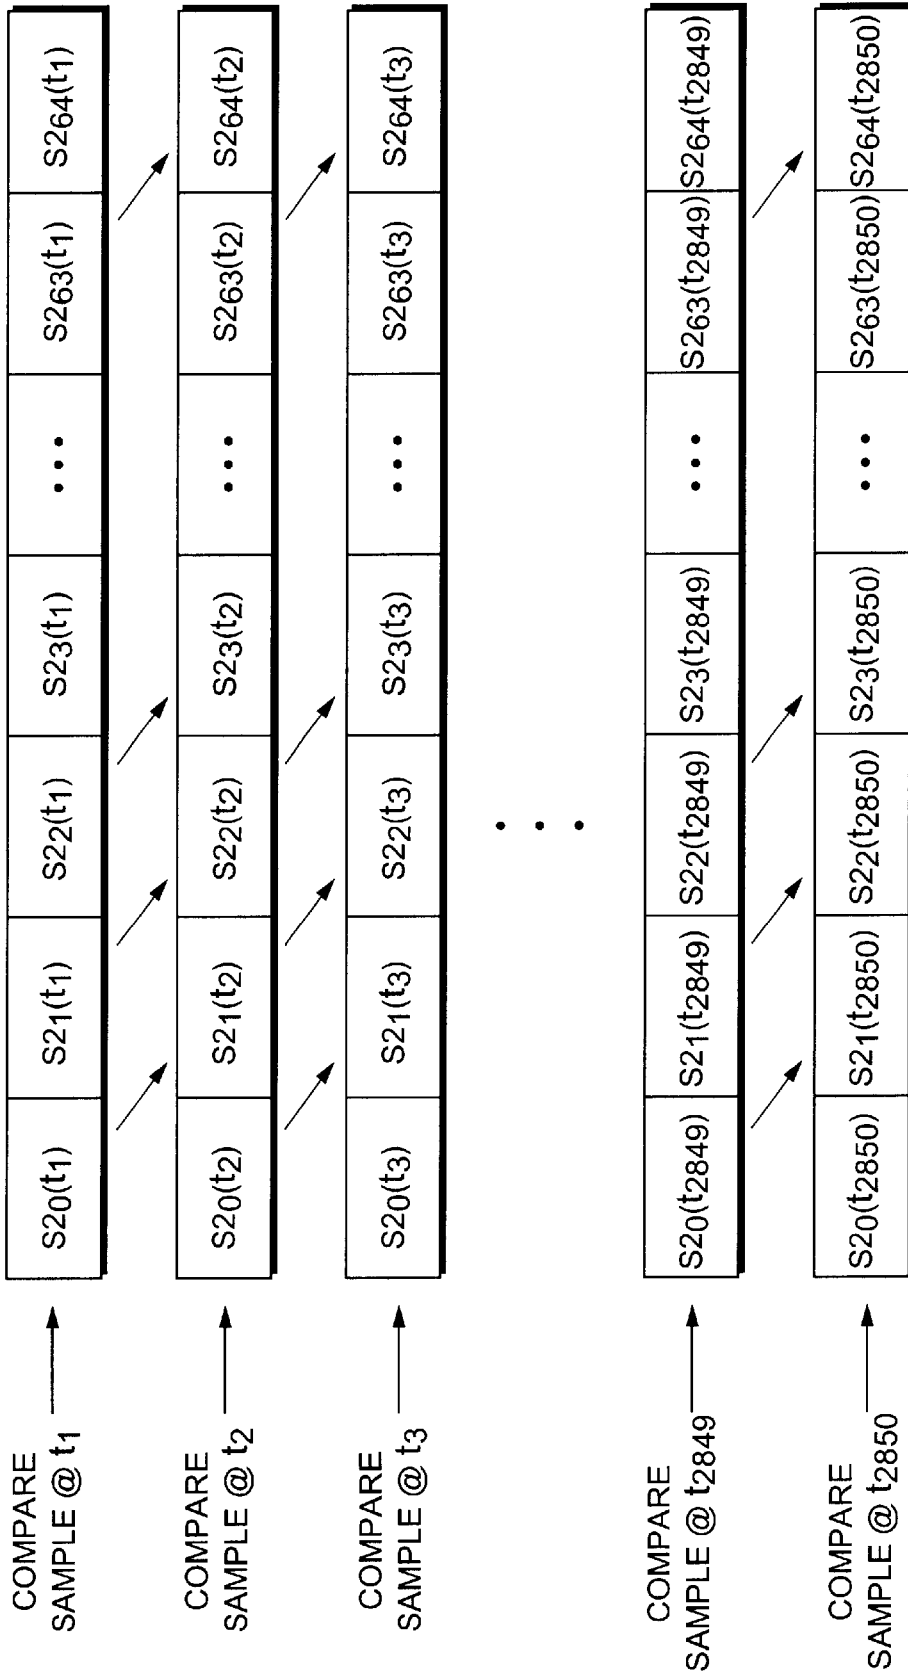 COMPARE
SAMPLE @ t1
S20(t1) S21(t1) S22(t1) S23(t1) ••• S263(t1) S264(t1)
COMPARE
SAMPLE @ t2
S20(t2) S21(t2) S22(t2) S23(t2) ••• S263(t2) S264(t2)
COMPARE
SAMPLE @ t3
S20(t3) S21(t3) S22(t3) S23(t3) ••• S263(t3) S264(t3)
• • •
COMPARE
SAMPLE @ t2849
S20(t2849) S21(t2849) S22(t2849) S23(t2849) ••• S263(t2849) S264(t2849)
COMPARE
SAMPLE @ t2850
S20(t2850) S21(t2850) S22(t2850) S23(t2850) ••• S263(t2850) S264(t2850)